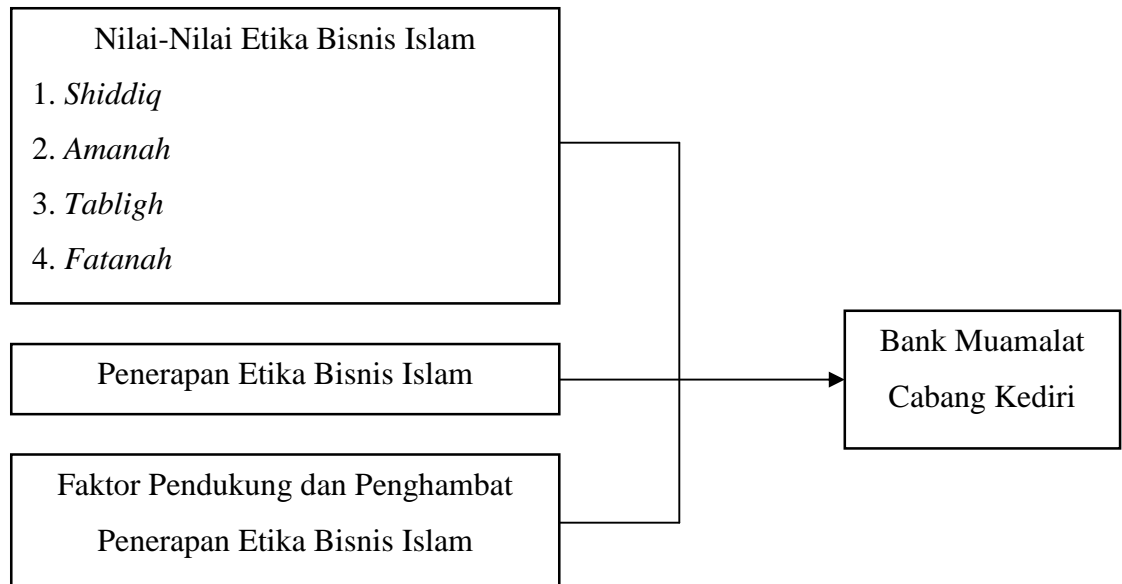 Nilai-Nilai Etika Bisnis Islam
1. Shiddiq
2. Amanah
3. Tabligh
4. Fatanah
Penerapan Etika Bisnis Islam
Faktor Pendukung dan Penghambat
Penerapan Etika Bisnis Islam
Bank Muamalat
Cabang Kediri